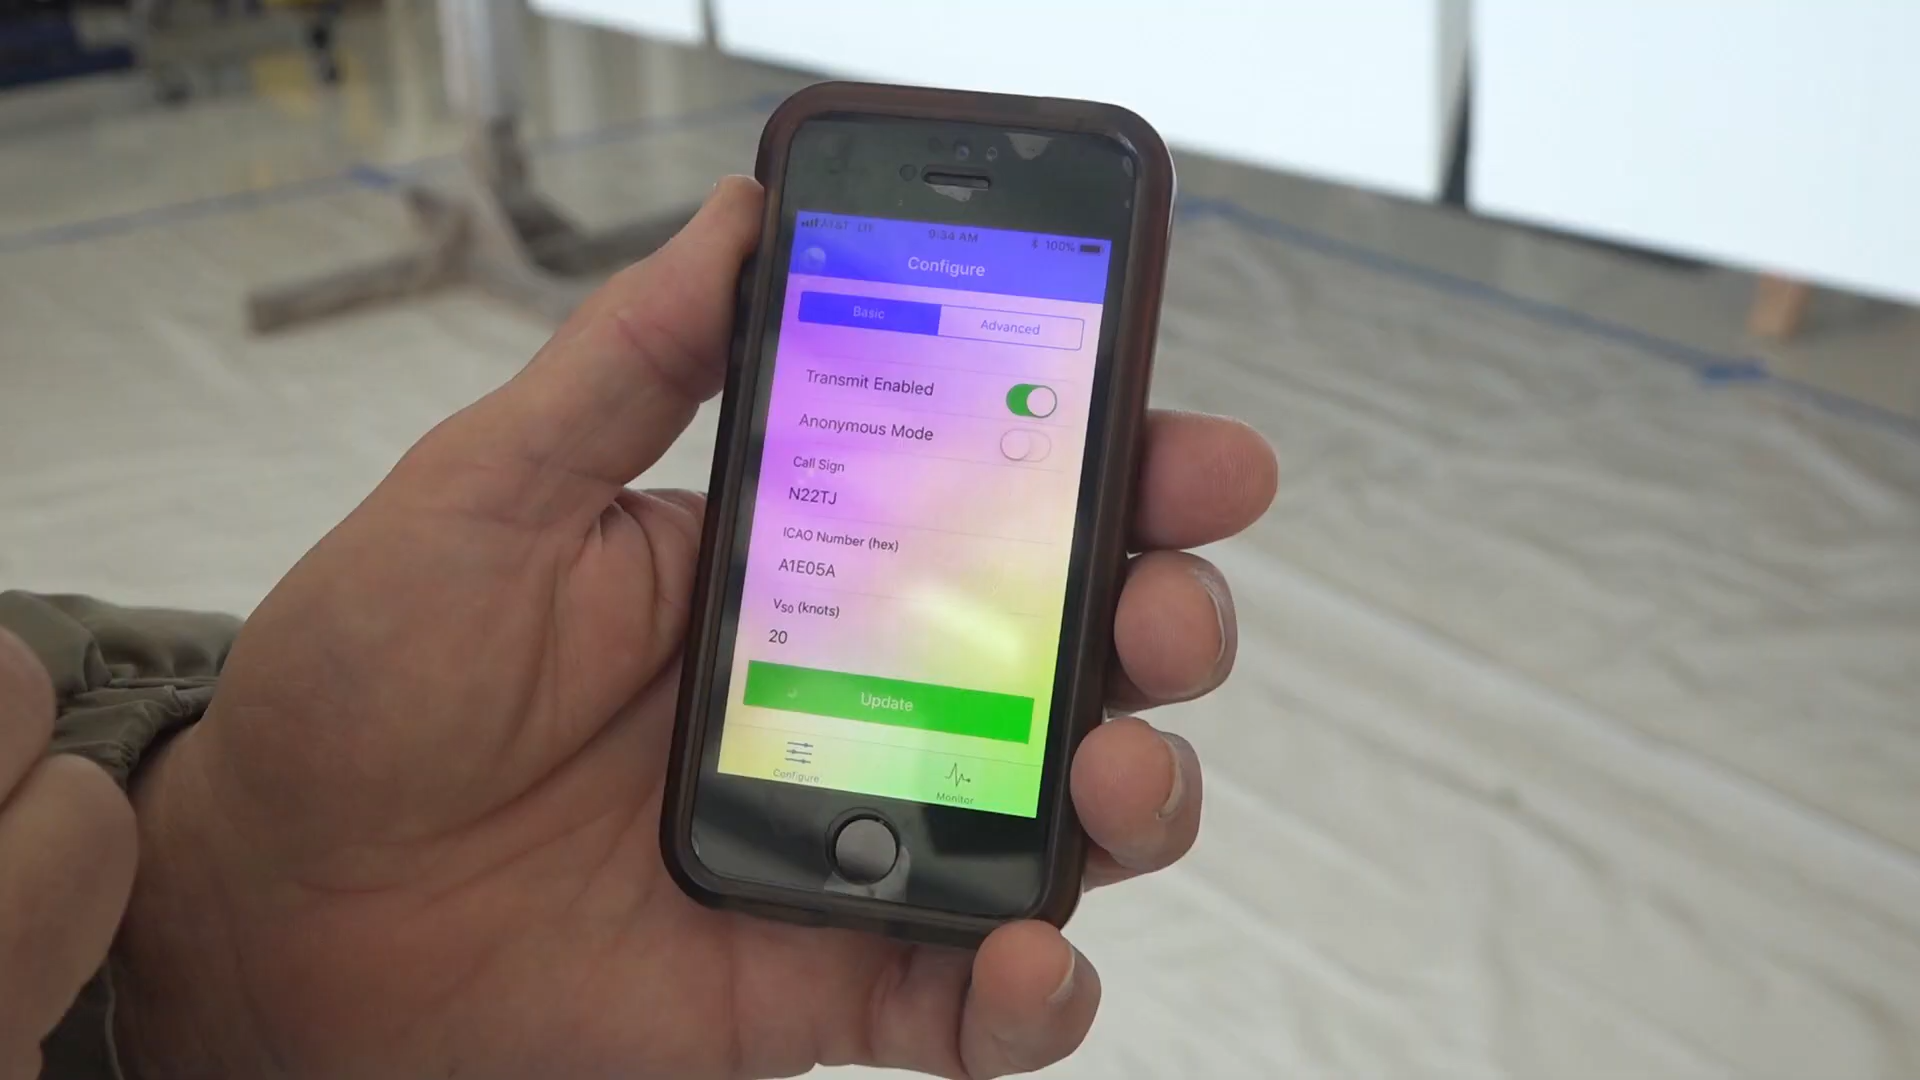 AT&T LTE 9:34 AM 100%
Configure
Basic Advanced
Transmit Enabled
Anonymous Mode
Call Sign
N22TJ
ICAO Number (hex)
A1E05A
VS0 (knots)
20
Update
Configure Monitor